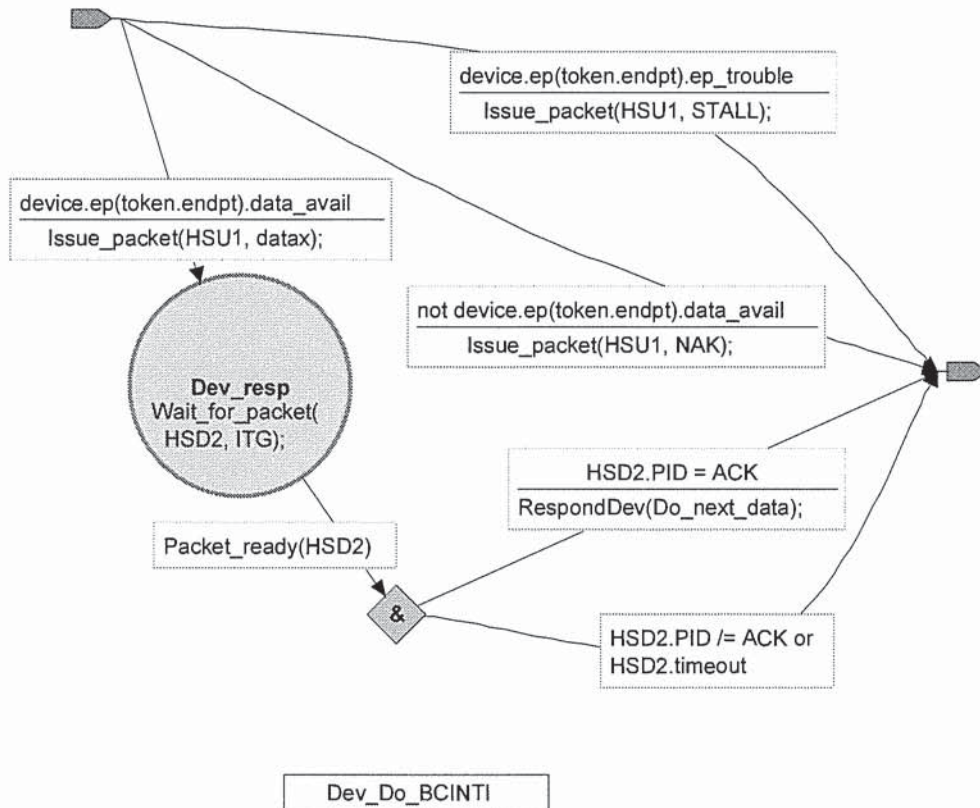 device.ep(token.endpt).ep_trouble
Issue_packet(HSU1, STALL);
device.ep(token.endpt).data_avail
Issue_packet(HSU1, datax);
not device.ep(token.endpt).data_avail
Issue_packet(HSU1, NAK);
Dev_resp
Wait_for_packet(
HSD2, ITG);
HSD2.PID = ACK
RespondDev(Do_next_data);
Packet_ready(HSD2)
&
HSD2.PID /= ACK or
HSD2.timeout
Dev_Do_BCINTI